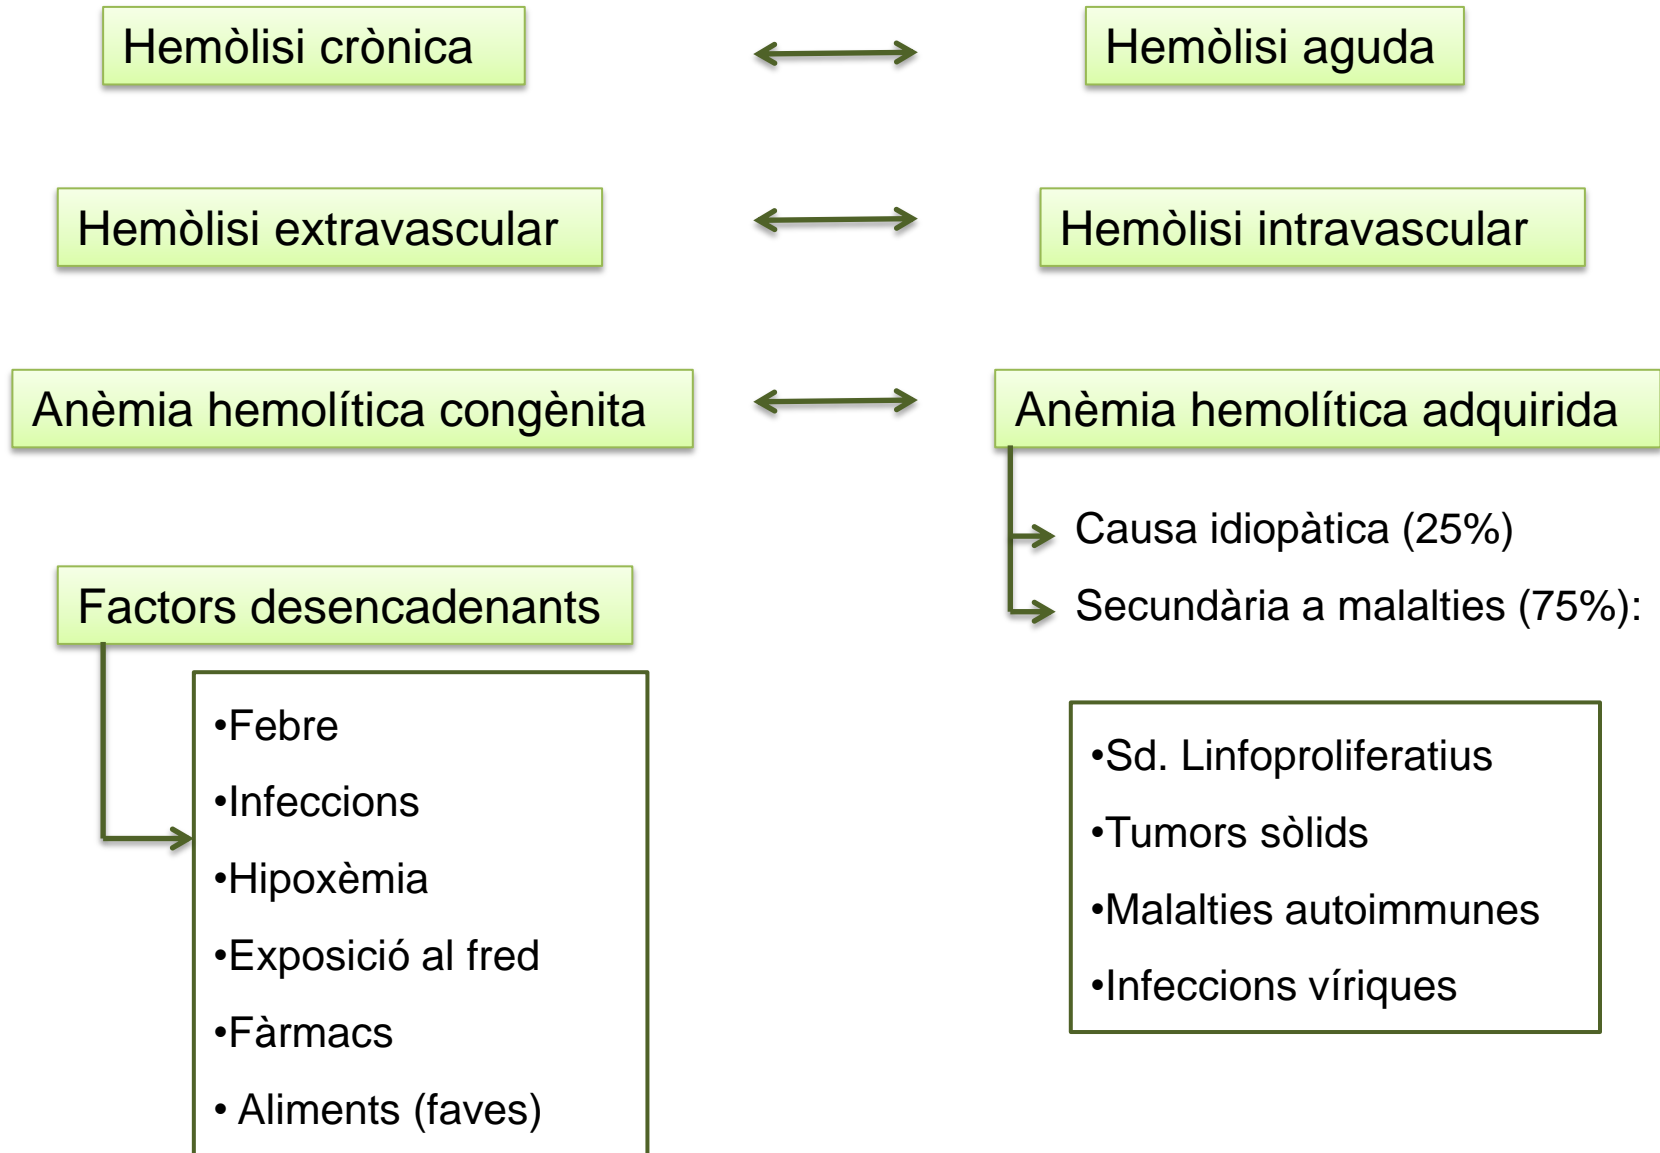 Hemòlisi crònica
Hemòlisi aguda
Hemòlisi extravascular
Hemòlisi intravascular
Anèmia hemolítica congènita
Anèmia hemolítica adquirida
Causa idiopàtica (25%)
Secundària a malalties (75%):
•Sd. Linfoproliferatius
•Tumors sòlids
•Malalties autoimmunes
•Infeccions víriques
Factors desencadenants
•Febre
•Infeccions
•Hipoxèmia
•Exposició al fred
•Fàrmacs
• Aliments (faves)